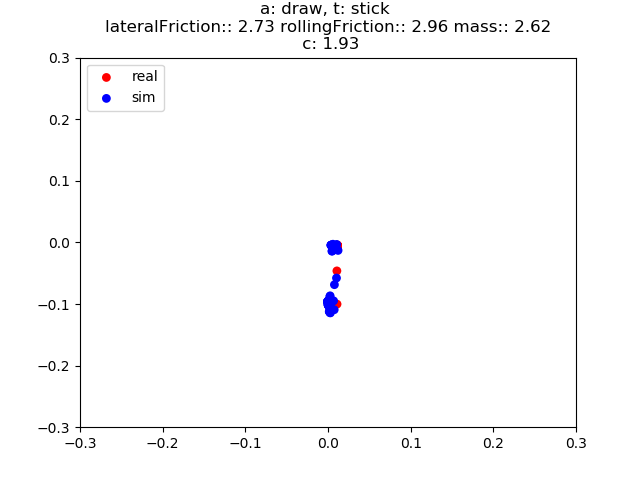 a: draw, t: stick
lateralFriction:: 2.73 rollingFriction:: 2.96 mass:: 2.62
c: 1.93
real
sim
0.3
0.2
0.1
0.0
−0.1
−0.2
−0.3
−0.3 −0.2 −0.1 0.0 0.1 0.2 0.3